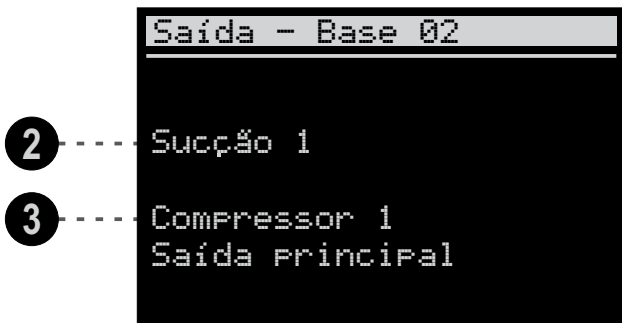 Saída - Base 02
2 Sucção 1
3 Compressor 1
Saída principal